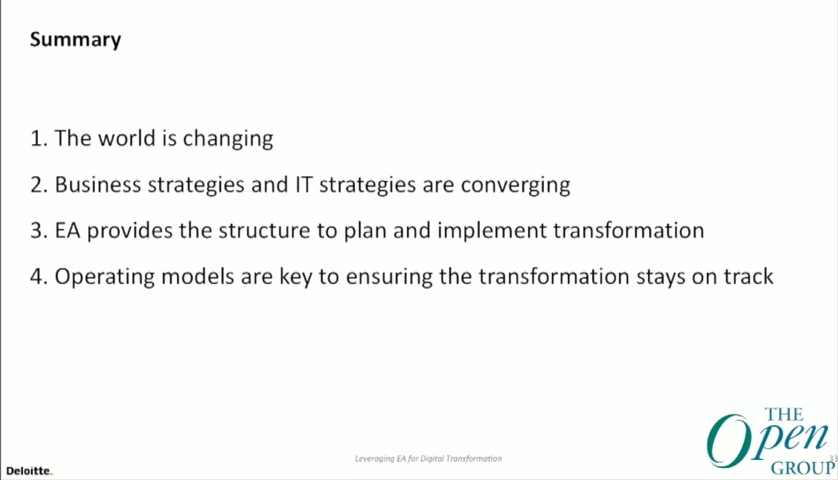 Summary
1. The world is changing
2. Business strategies and IT strategies are converging
3. EA provides the structure to plan and implement transformation
4. Operating models are key to ensuring the transformation stays on track
Deloitte.
Leveraging EA for Digital Transformation
THE
Open
GROUP
33